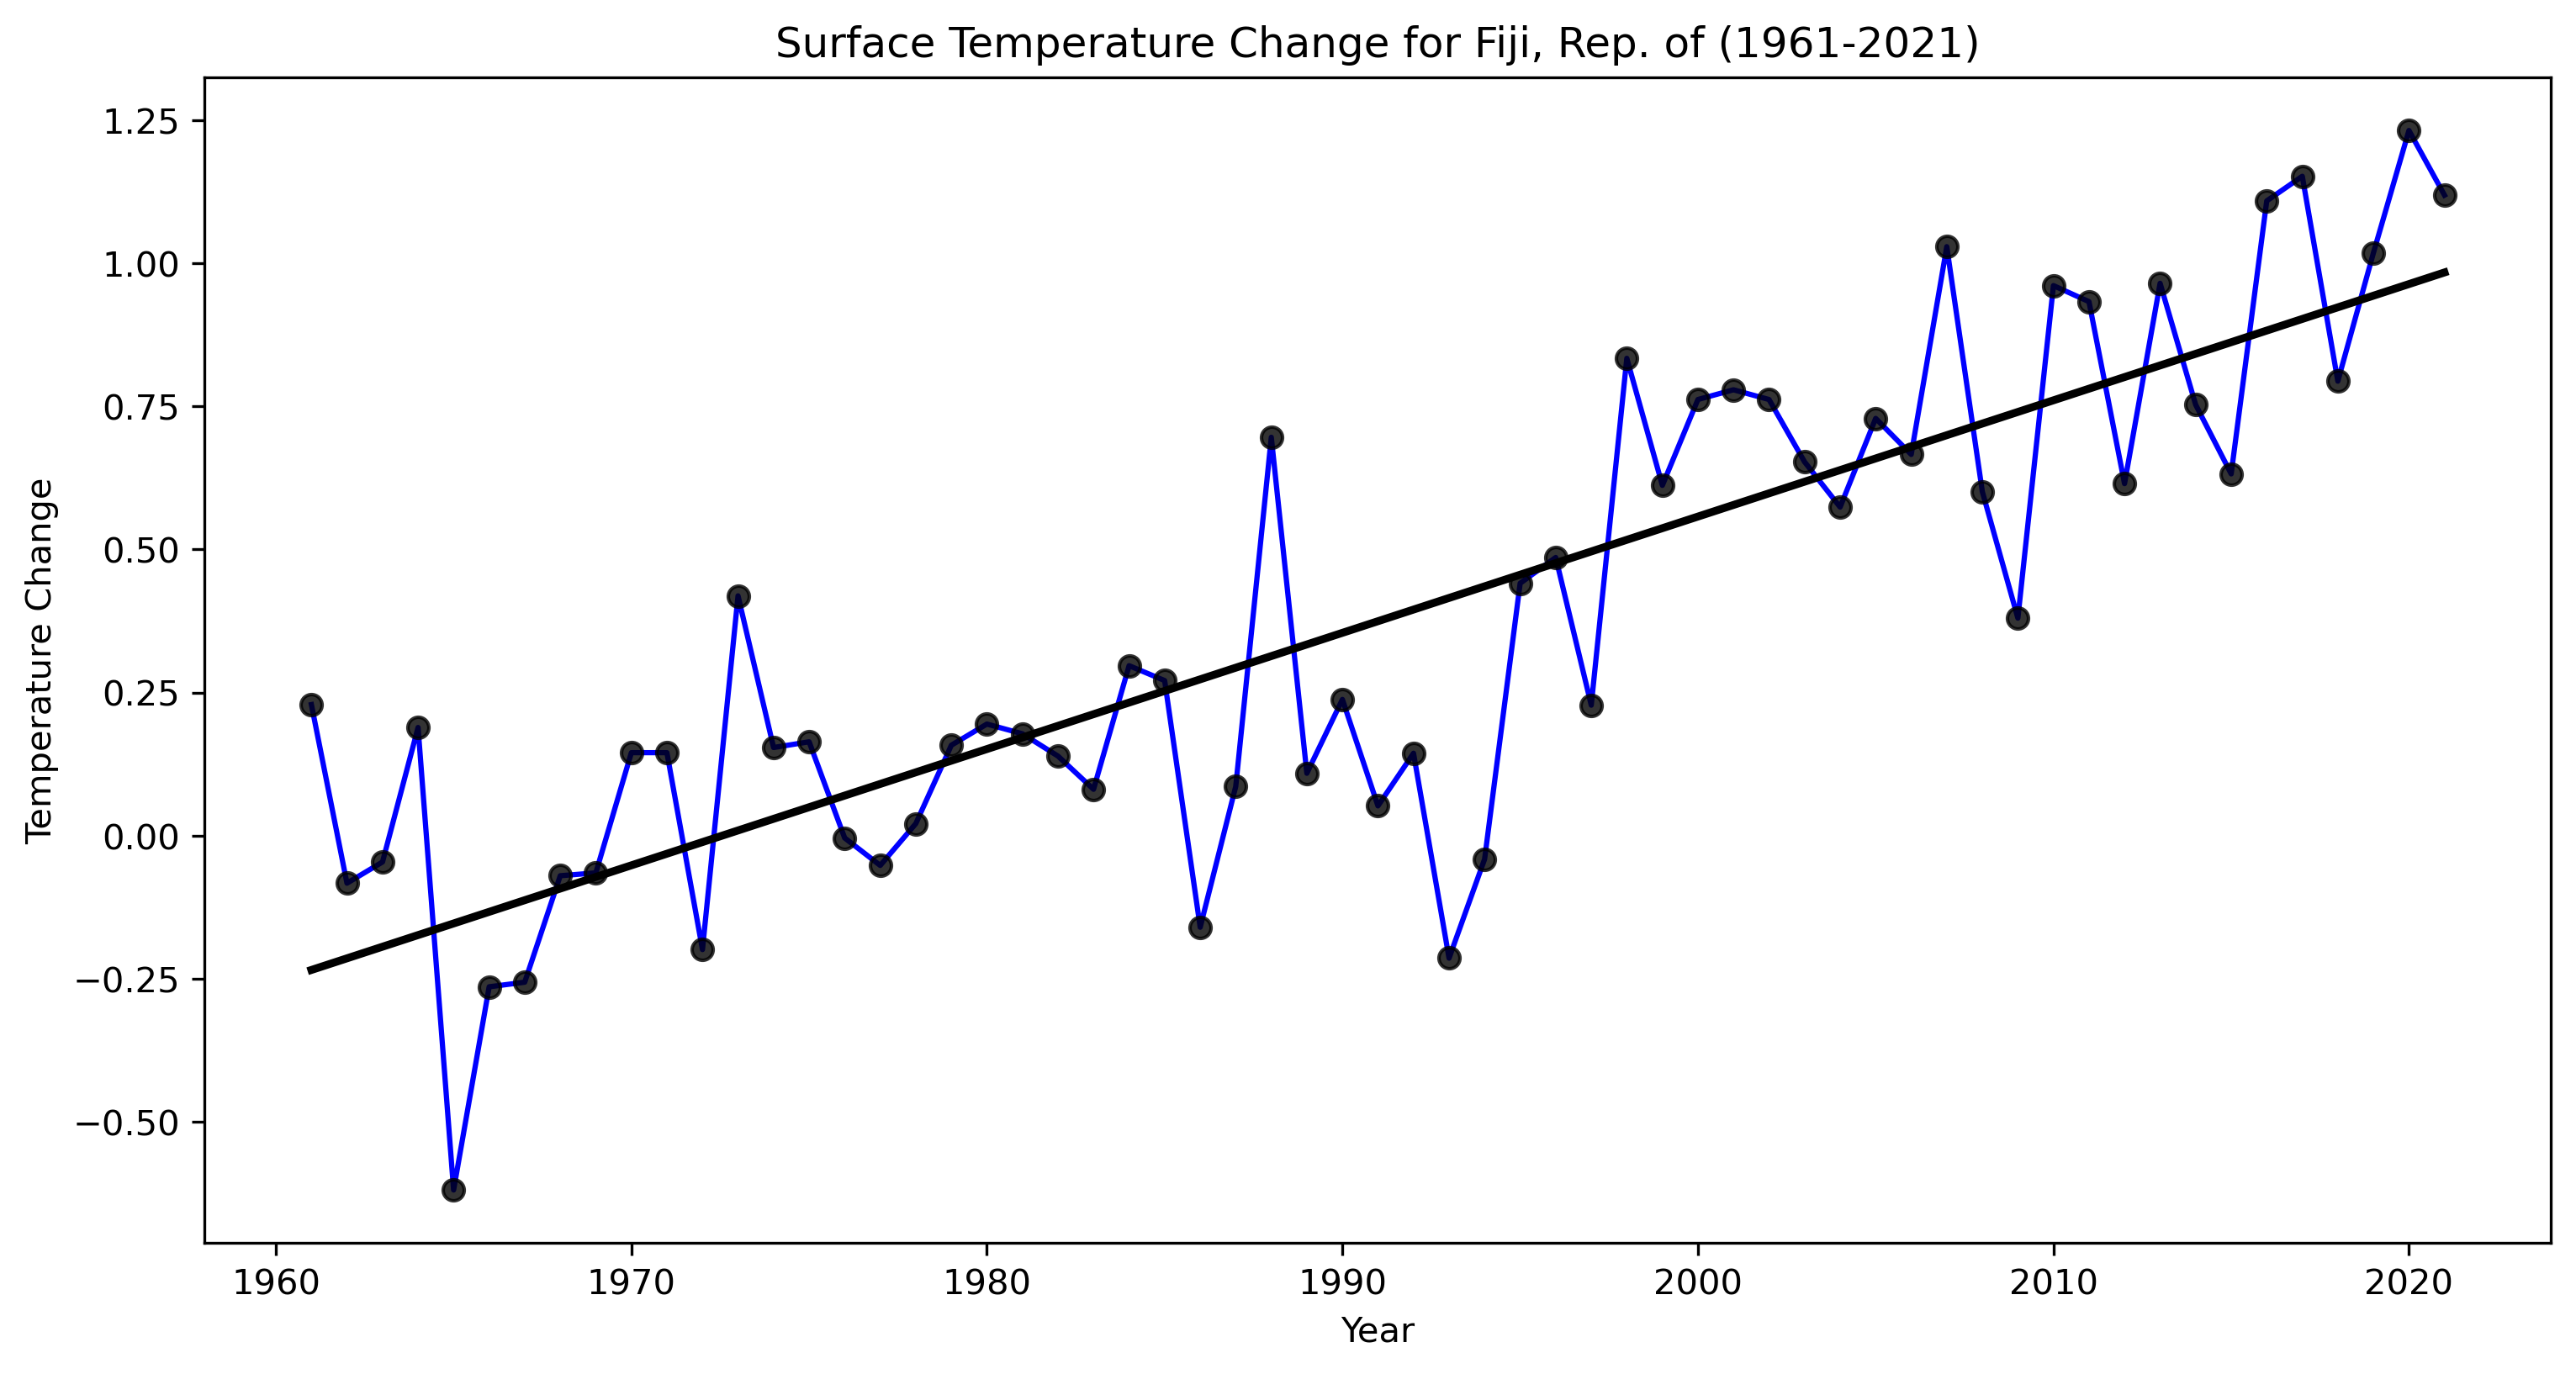 Surface Temperature Change for Fiji, Rep. of (1961-2021)
1.25
1.00
0.75
0.50
0.25
0.00
−0.25
−0.50
Temperature Change
1960 1970 1980 1990 2000 2010 2020
Year